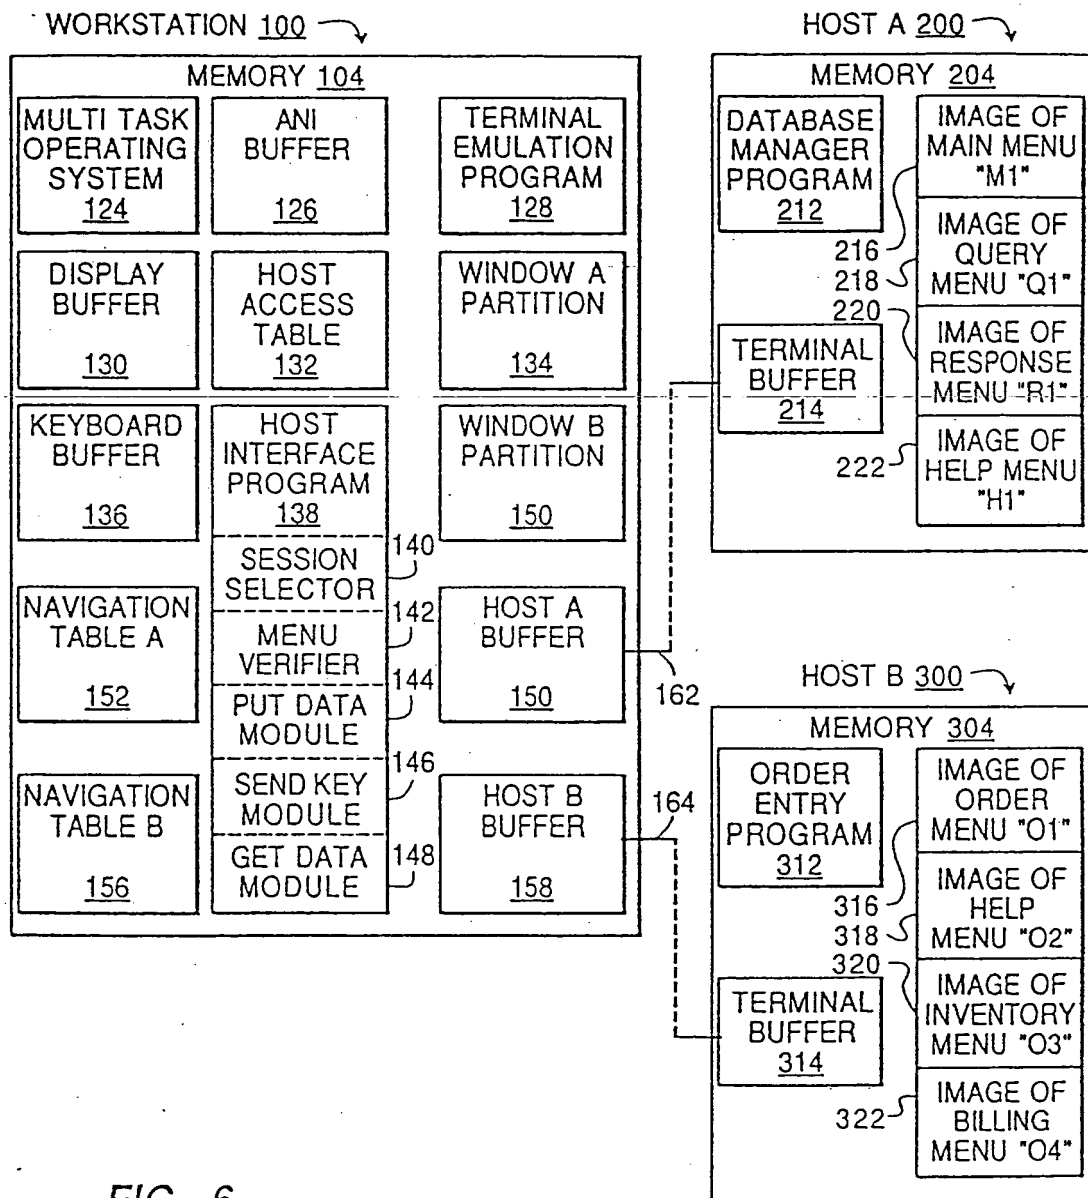 WORKSTATION 100
MEMORY 104
MULTI TASK
OPERATING
SYSTEM
124
ANI
BUFFER
126
TERMINAL
EMULATION
PROGRAM
128
DISPLAY
BUFFER
130
HOST
ACCESS
TABLE
132
WINDOW A
PARTITION
134
KEYBOARD
BUFFER
136
HOST
INTERFACE
PROGRAM
138
SESSION
SELECTOR
140
MENU
VERIFIER
142
PUT DATA
MODULE
144
SEND KEY
MODULE
146
GET DATA
MODULE
148
WINDOW B
PARTITION
150
NAVIGATION
TABLE A
152
HOST A
BUFFER
150
162
NAVIGATION
TABLE B
156
HOST B
BUFFER
158
164
HOST A 200
MEMORY 204
DATABASE
MANAGER
PROGRAM
212
TERMINAL
BUFFER
214
IMAGE OF
MAIN MENU
"M1"
216
IMAGE OF
QUERY
MENU "Q1"
218
IMAGE OF
RESPONSE
MENU "R1"
220
IMAGE OF
HELP MENU
"H1"
222
HOST B 300
MEMORY 304
ORDER
ENTRY
PROGRAM
312
TERMINAL
BUFFER
314
IMAGE OF
ORDER
MENU "O1"
316
IMAGE OF
HELP
MENU "O2"
318
IMAGE OF
INVENTORY
MENU "O3"
320
IMAGE OF
BILLING
MENU "O4"
322
FIG. 6